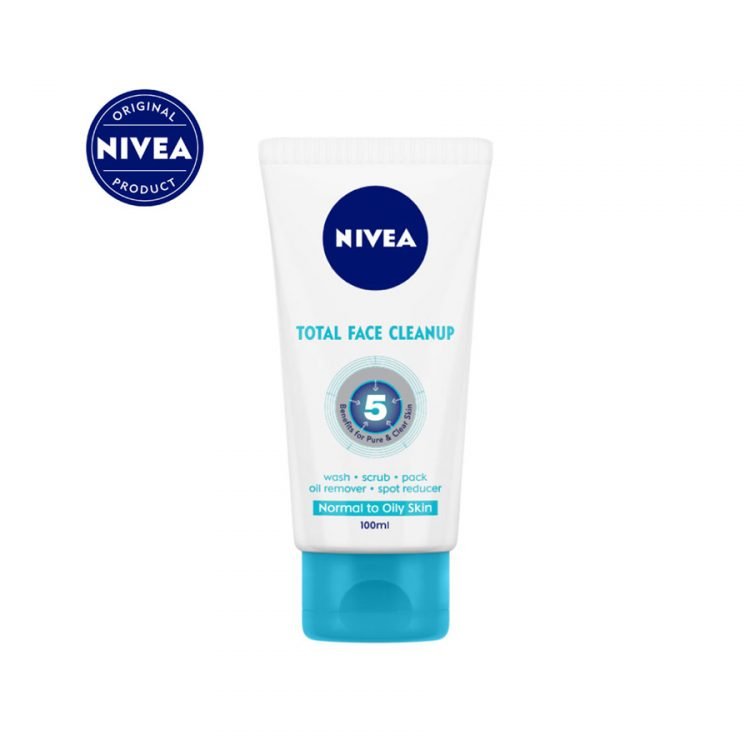 ORIGINAL
NIVEA
PRODUCT
NIVEA
TOTAL FACE CLEANUP
5
Benefits for Pure & Clear Skin
wash • scrub • pack
oil remover • spot reducer
Normal to Oily Skin
100ml